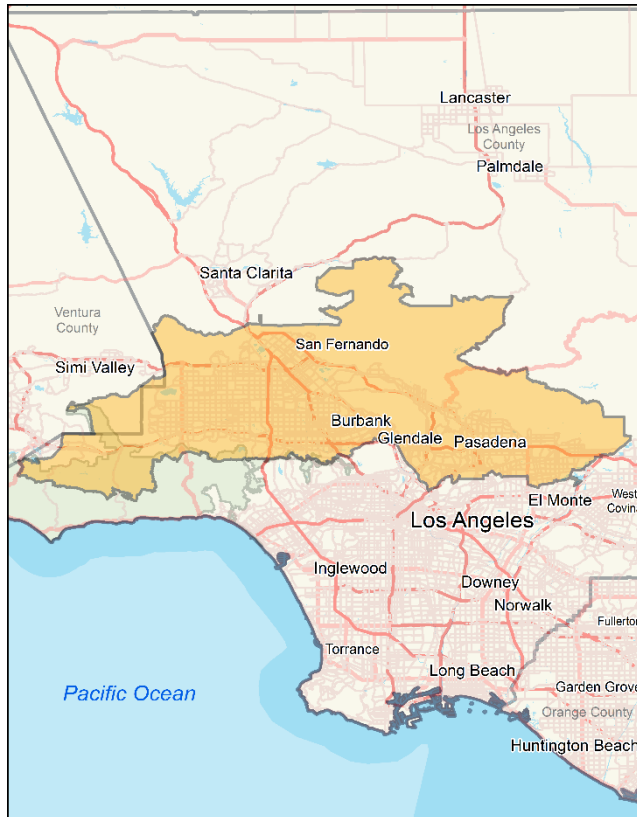 Lancaster
Los Angeles
County
Palmdale
Santa Clarita
Ventura
County
San Fernando
Simi Valley
Burbank
Glendale
Pasadena
El Monte
West
Covina
Los Angeles
Inglewood
Downey
Norwalk
Fullerton
Torrance
Long Beach
Pacific Ocean
Garden Grove
Orange County
Huntington Beach